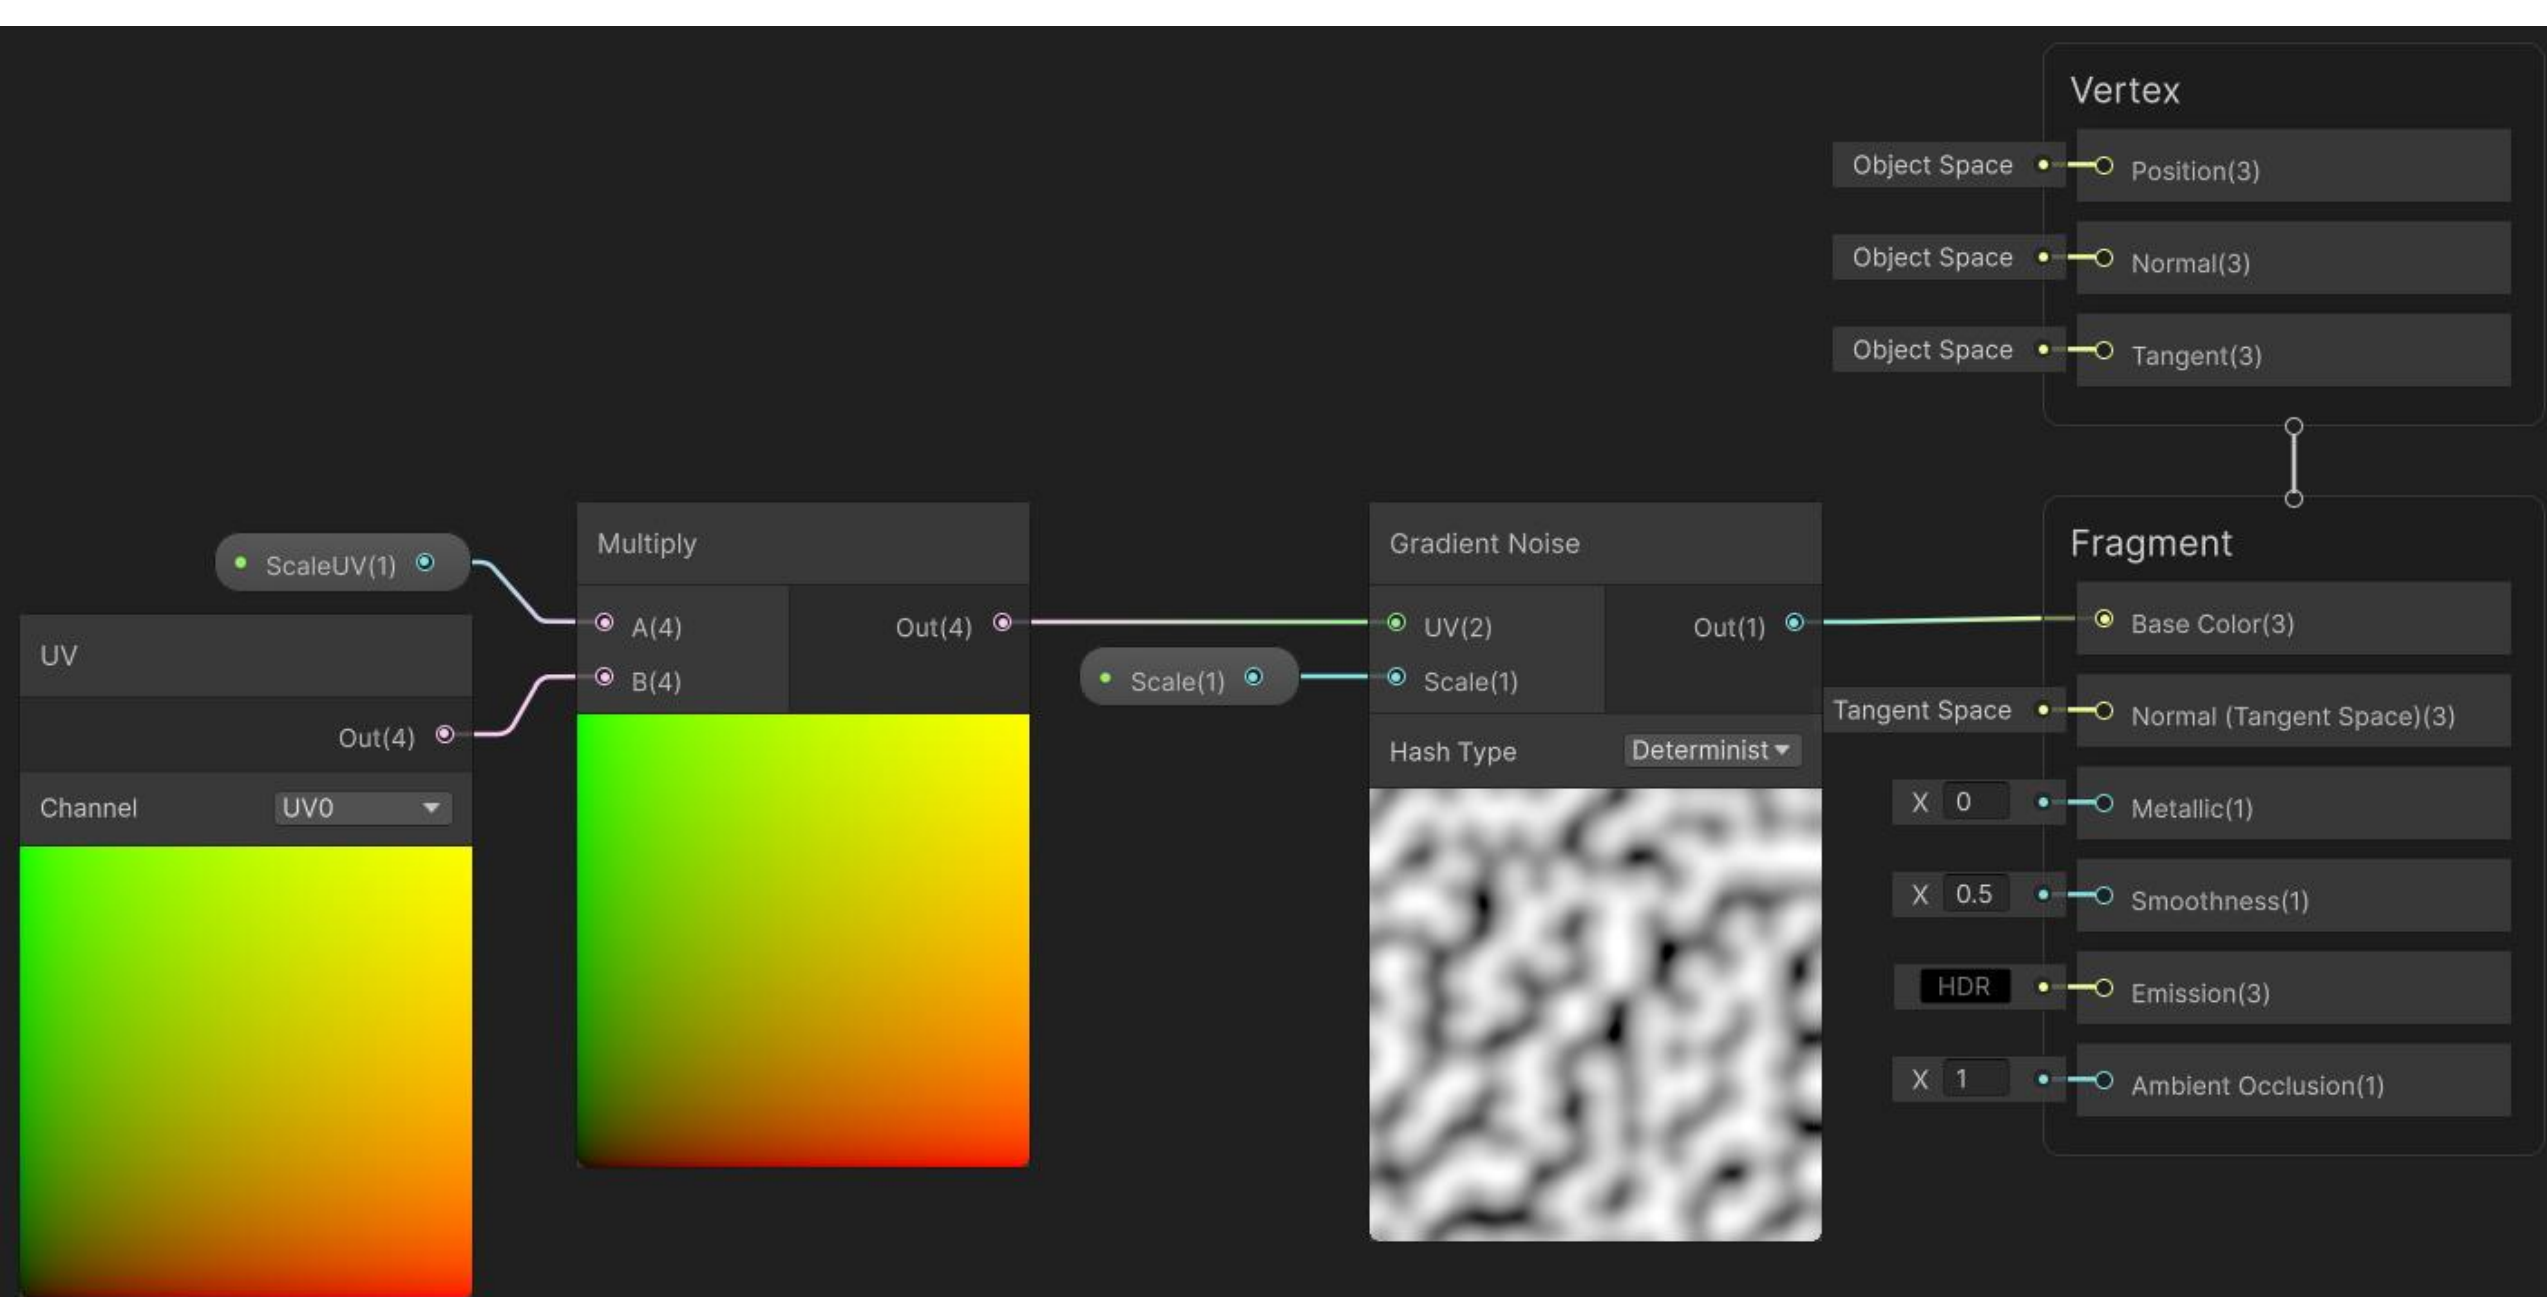 Vertex
Object Space
Position(3)
Object Space
Normal(3)
Object Space
Tangent(3)
ScaleUV(1)
UV
Out(4)
Channel
UV0
Multiply
A(4)
Out(4)
B(4)
Scale(1)
Gradient Noise
UV(2)
Out(1)
Scale(1)
Hash Type
Determinist
Fragment
Base Color(3)
Tangent Space
Normal (Tangent Space)(3)
X 0
Metallic(1)
X 0.5
Smoothness(1)
HDR
Emission(3)
X 1
Ambient Occlusion(1)